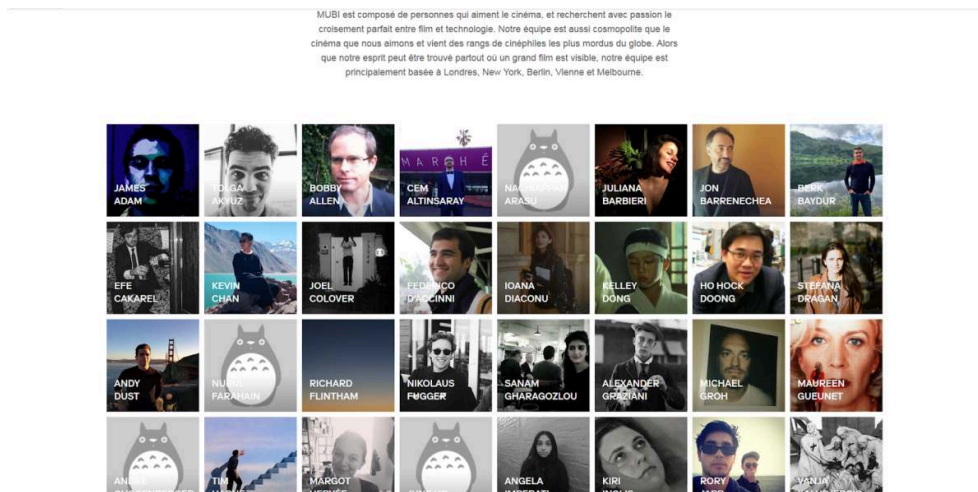 MUBI est composé de personnes qui aiment le cinéma, et recherchent avec passion le
croisement parfait entre film et technologie. Notre équipe est aussi cosmopolite que le
cinéma que nous aimons et vient des rangs de cinéphiles les plus mordus du globe. Alors
que notre esprit peut être trouvé partout où un grand film est visible, notre équipe est
principalement basée à Londres, New York, Berlin, Vienne et Melbourne.
MARCHÉ
JAMES
ADAM
TOLGA
AKYUZ
BOBBY
ALLEN
CEM
ALTINSARAY
ARASU
JULIANA
BARBIERI
JON
BARRENECHEA
BERK
BAYDUR
EFE
CAKAREL
KEVIN
CHAN
JOEL
COLOVER
FEDERICO
D'ACCINNI
IOANA
DIACONU
KELLEY
DONG
HO HOCK
DOONG
STEFANA
DRAGAN
ANDY
DUST
NURUL
FARAHAIN
RICHARD
FLINTHAM
NIKOLAUS
FUGGER
SANAM
GHARAGOZLOU
ALEXANDER
GRAZIANI
MICHAEL
GROH
MAUREEN
GUEUNET
TIM
MARGOT
ANGELA
KIRI
RORY
VANJA